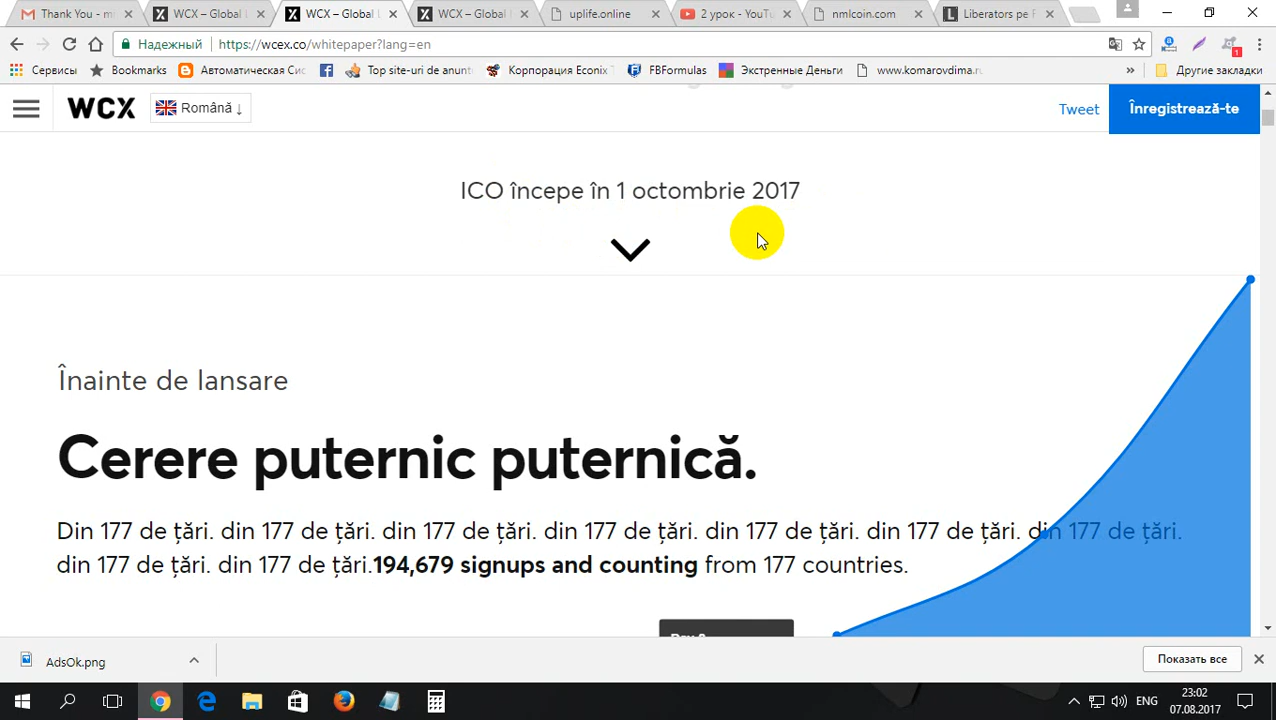 Thank You - m
WCX – Global
WCX – Global
WCX— Global
uplife.online
2 урок - YouT
nmlcoin.com
Liberators pe F
Надежный
https://wcex.co/whitepaper?lang=en
Сервисы
Bookmarks
Автоматическая Сис
Top site-uri de anunt
Корпорация Econix T
FBFormulas
Экстренные Деньги
www.komarovdima.ru
»
Другие закладки
1
WCX
Română ↓
Tweet
Înregistrează-te
ICO începe în 1 octombrie 2017
Înainte de lansare
Cerere puternic puternică.
Din 177 de țări. din 177 de țări. din 177 de țări. din 177 de țări. din 177 de țări. din 177 de țări. din 177 de țări.
din 177 de țări. din 177 de țări.194,679 signups and counting from 177 countries.
AdsOk.png
Показать все
ENG
23:02
07.08.2017